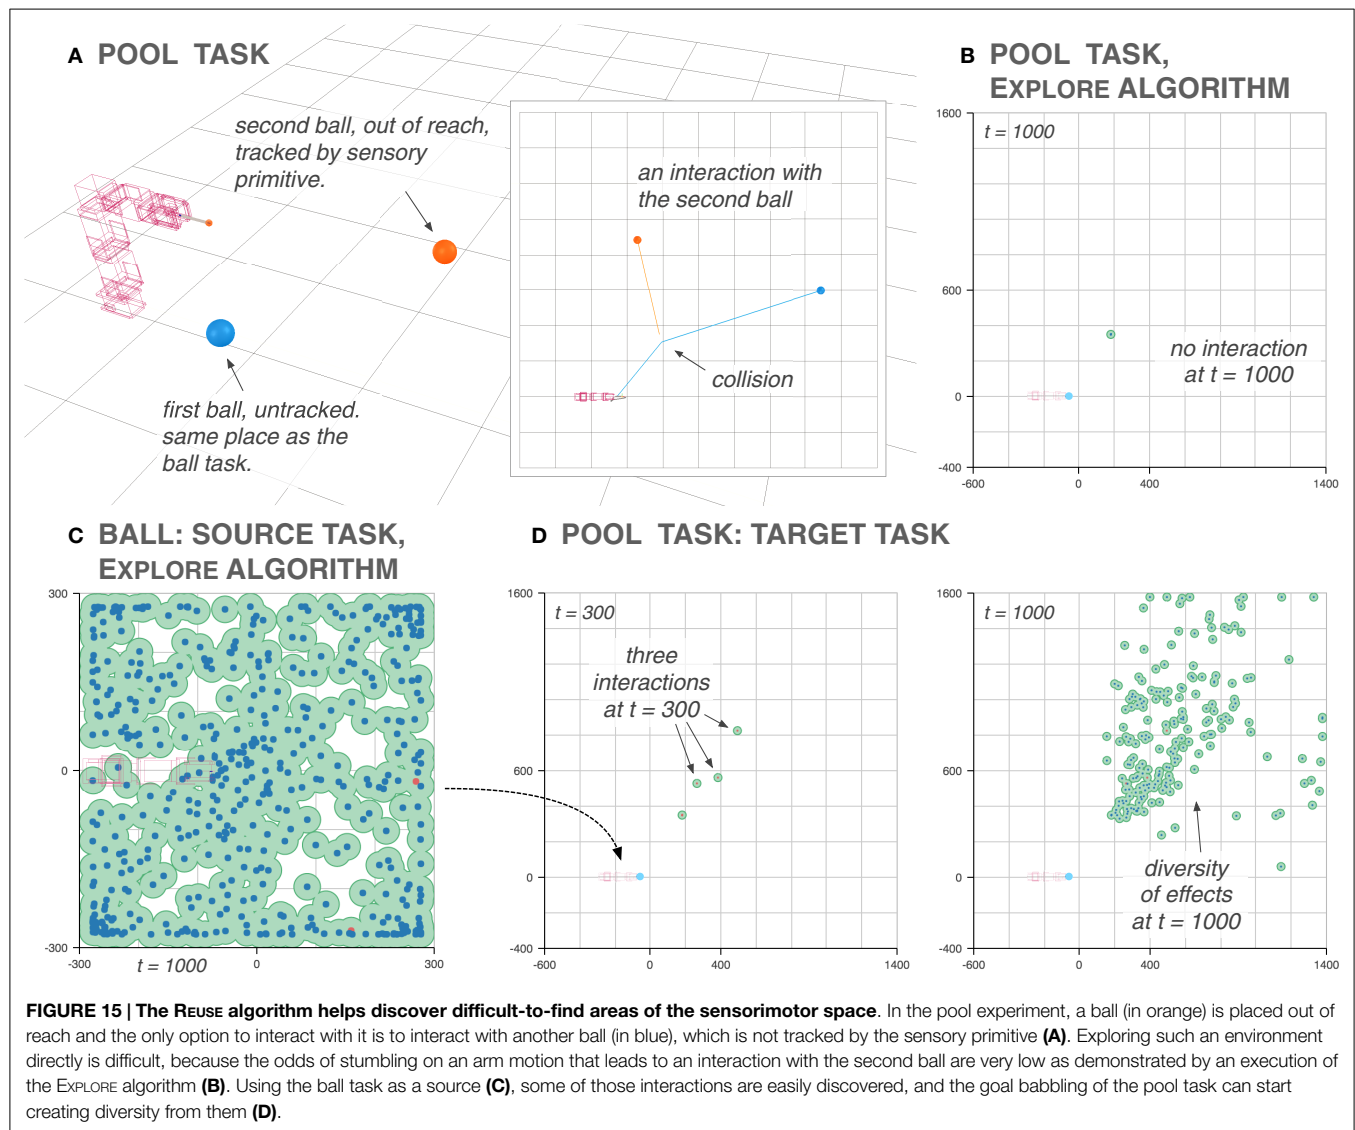 A POOL TASK
second ball, out of reach,
tracked by sensory
primitive.
first ball, untracked.
same place as the
ball task.
an interaction with
the second ball
collision
B POOL TASK,
EXPLORE ALGORITHM
1600
t = 1000
600
no interaction
at t = 1000
0
-400
-600
0
400
1400
C BALL: SOURCE TASK,
EXPLORE ALGORITHM
300
0
-300
-300
t = 1000
0
300
D POOL TASK: TARGET TASK
1600
t = 300
three
interactions
at t = 300
600
0
-400
-600
0
400
1400
1600
t = 1000
600
diversity
of effects
at t = 1000
0
-400
-600
0
400
1400
FIGURE 15 | The REUSE algorithm helps discover difficult-to-find areas of the sensorimotor space. In the pool experiment, a ball (in orange) is placed out of
reach and the only option to interact with it is to interact with another ball (in blue), which is not tracked by the sensory primitive (A). Exploring such an environment
directly is difficult, because the odds of stumbling on an arm motion that leads to an interaction with the second ball are very low as demonstrated by an execution of
the EXPLORE algorithm (B). Using the ball task as a source (C), some of those interactions are easily discovered, and the goal babbling of the pool task can start
creating diversity from them (D).